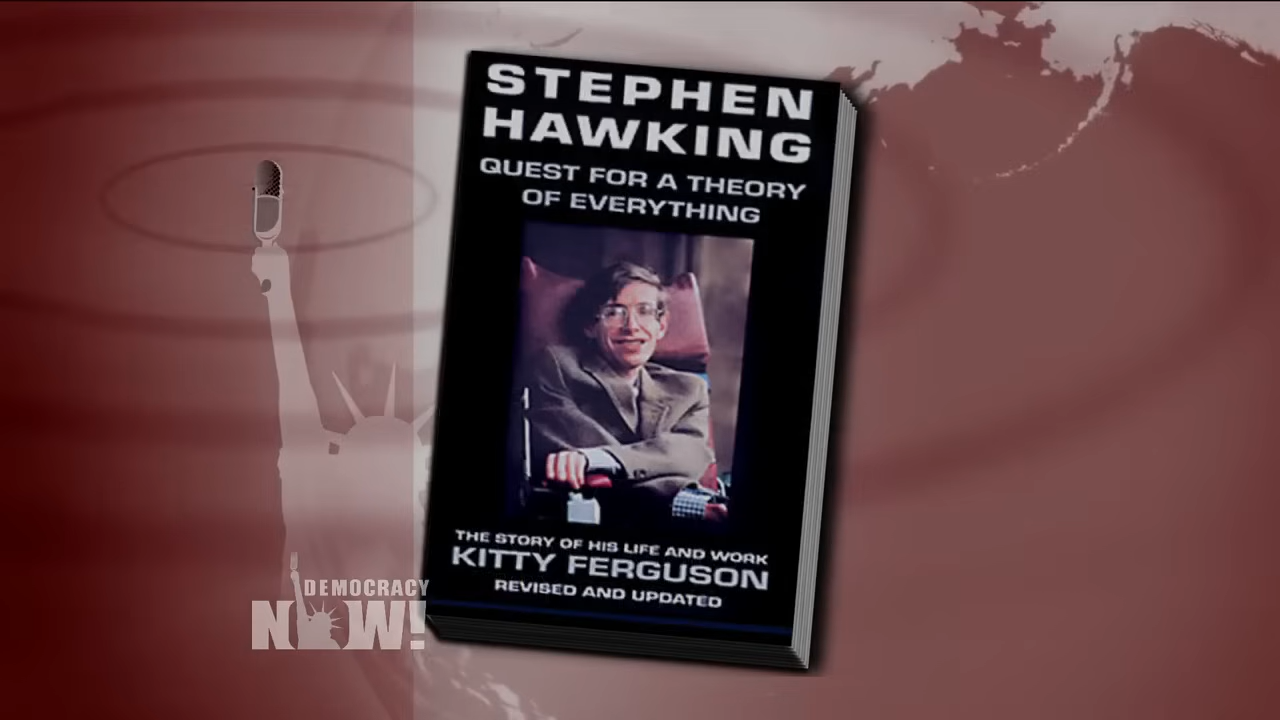 STEPHEN
HAWKING
QUEST FOR A THEORY
OF EVERYTHING
THE STORY OF HIS LIFE AND WORK
KITTY FERGUSON
REVISED AND UPDATED
DEMOCRACY
NOW!